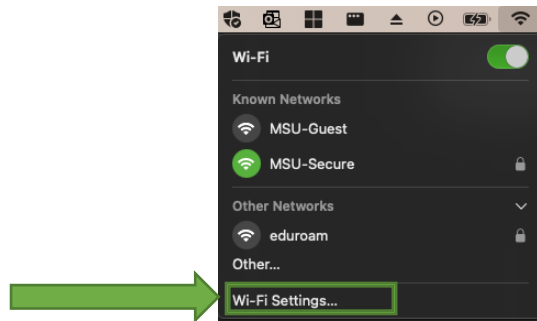 Wi-Fi
Known Networks
MSU-Guest
MSU-Secure
Other Networks
eduroam
Other...
Wi-Fi Settings...